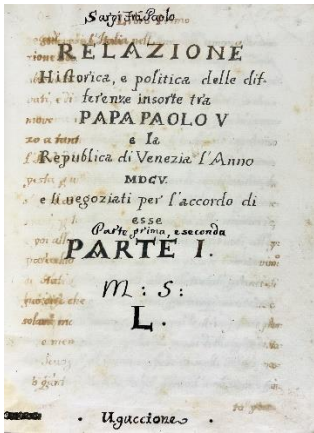 Sarpi Fra Paolo
RELAZIONE
Historica, e politica delle dif-
ferenze insorte tra
PAPA PAOLO V
e la
Republica di Venezia l'Anno
MDCV.
e li negoziati per l'accordo di
esse
Parte prima, e seconda
PARTE I.
M : S :
L .
. Uguccione .